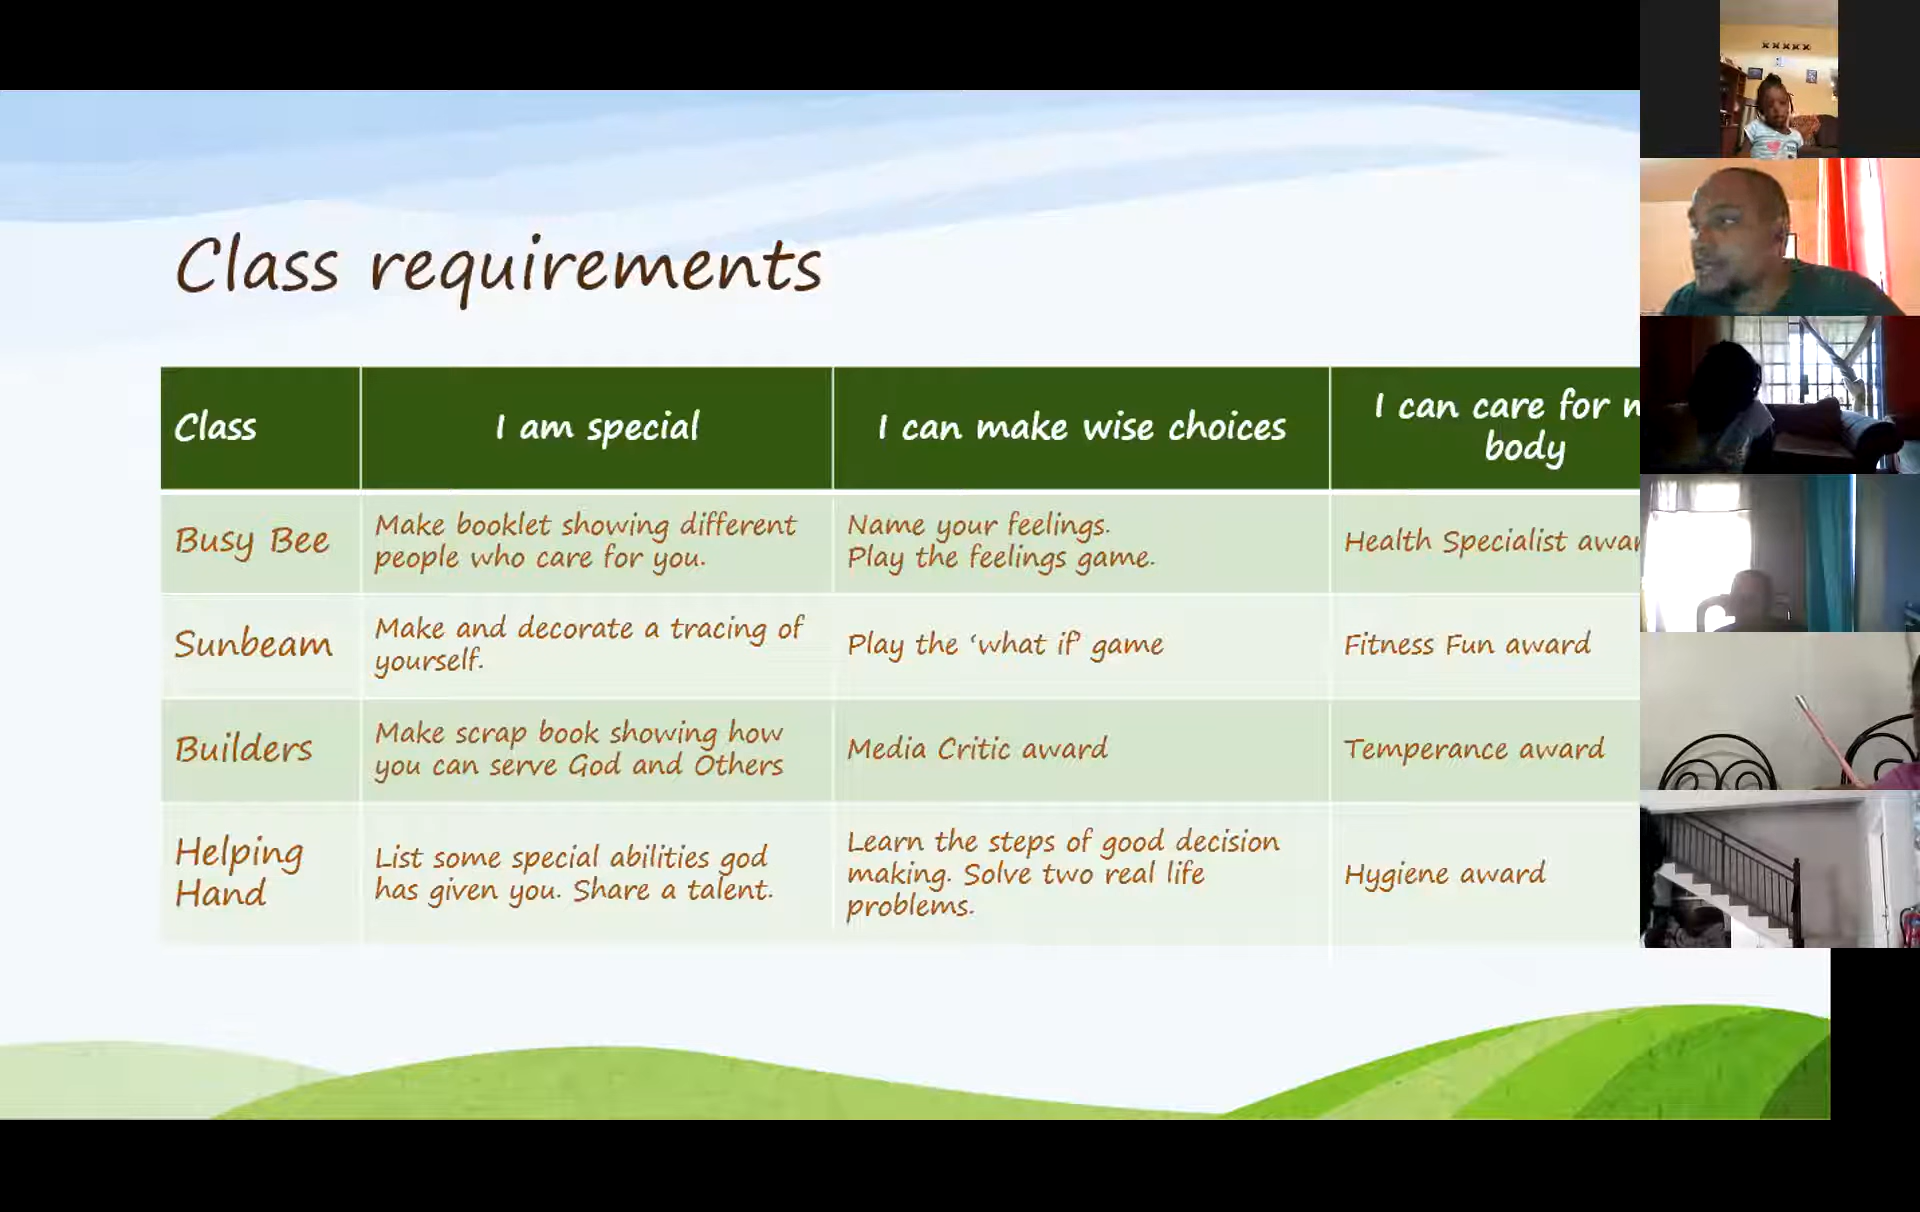 Class requirements
Class
I am special
I can make wise choices
I can care for
body
Busy Bee
Make booklet showing different
people who care for you.
Name your feelings.
Play the feelings game.
Health Specialist
Sunbeam
Make and decorate a tracing of
yourself.
Play the ‘what if’ game
Fitness Fun award
Builders
Make scrap book showing how
you can serve God and Others
Media Critic award
Temperance award
Helping
Hand
List some special abilities god
has given you. Share a talent.
Learn the steps of good decision
making. Solve two real life
problems.
Hygiene award